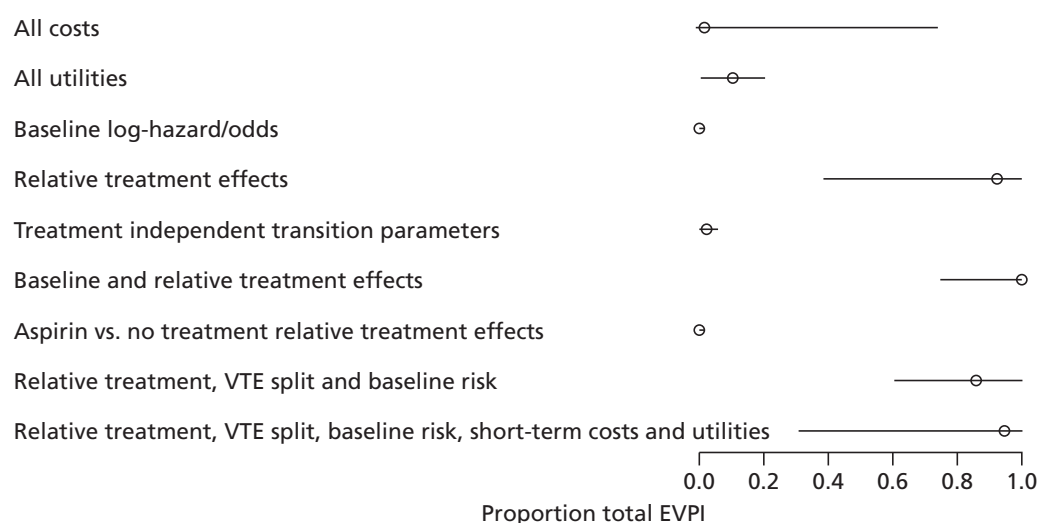 All costs
All utilities
Baseline log-hazard/odds
Relative treatment effects
Treatment independent transition parameters
Baseline and relative treatment effects
Aspirin vs. no treatment relative treatment effects
Relative treatment, VTE split and baseline risk
Relative treatment, VTE split, baseline risk, short-term costs and utilities
0.0 0.2 0.4 0.6 0.8 1.0
Proportion total EVPI